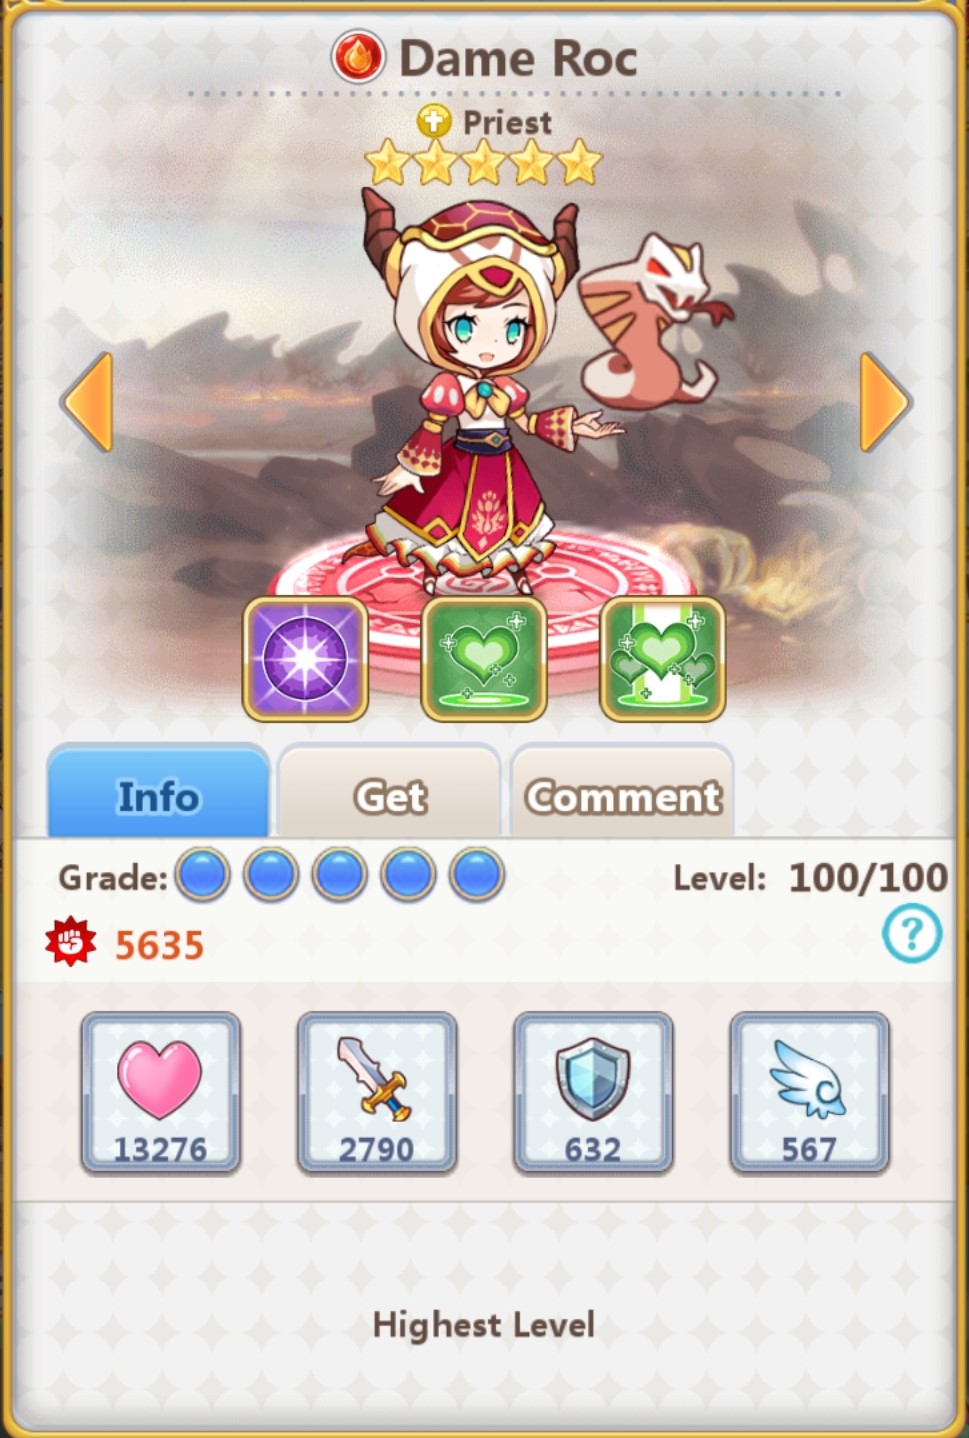 Dame Roc
Priest
Info
Get
Comment
Grade:
Level: 100/100
5635
?
13276
2790
632
567
Highest Level